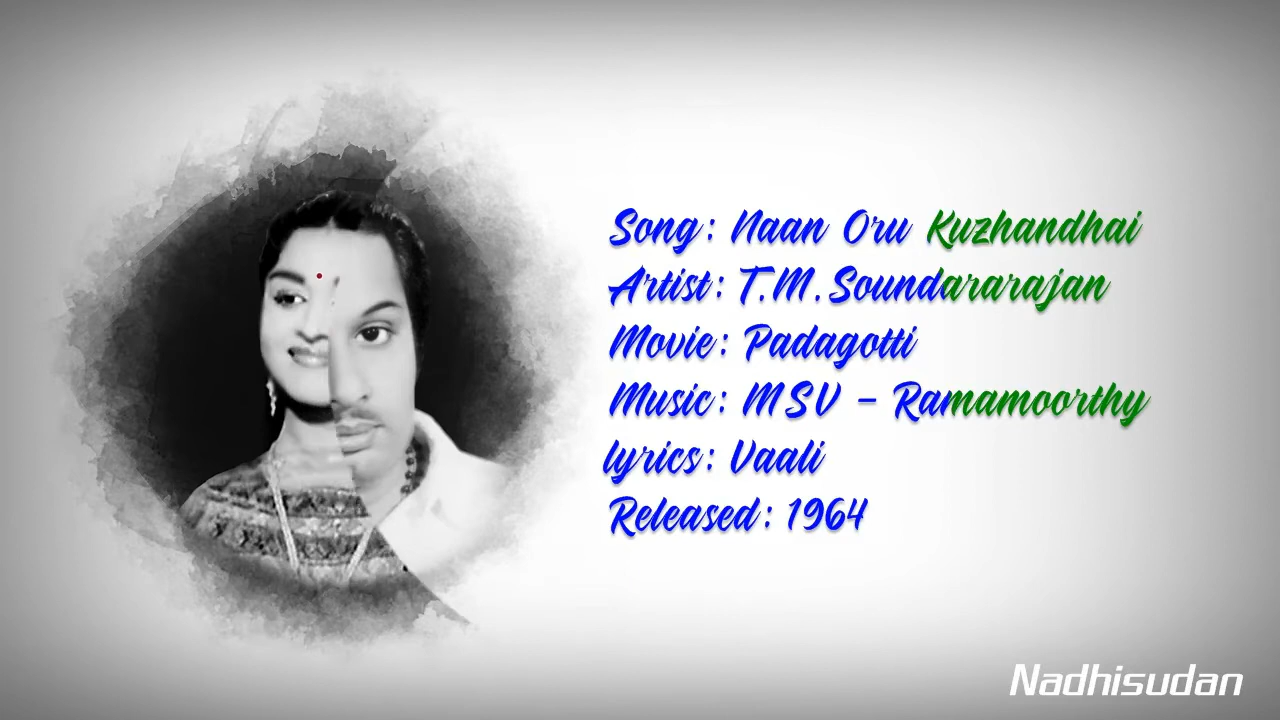 Song: Naan Oru Kuzhandhai
Artist: T.M.Soundararajan
Movie: Padagotti
Music: MSV - Ramamoorthy
lyrics: Vaali
Released: 1964
Nadhisudan